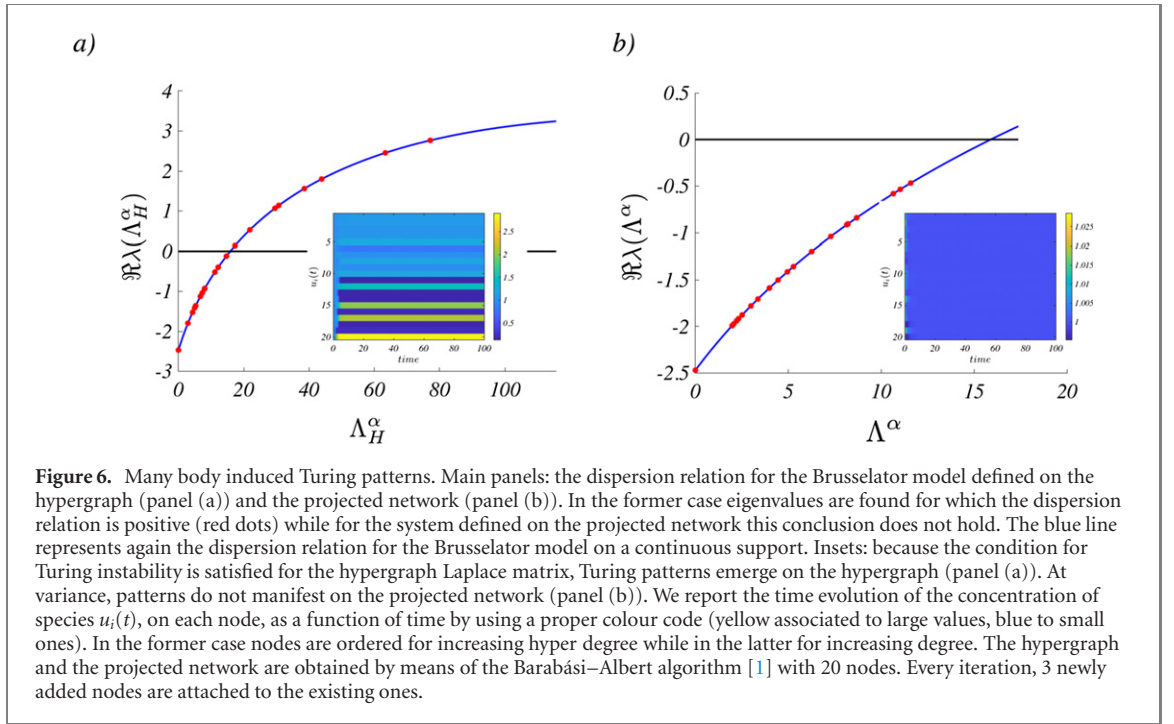 a)
b)
4
3
2
1
0
-1
-2
-3
ℜλ(Λ_H^α)
0 20 40 60 80 100
Λ_H^α
5
10
15
20
u_i(t)
0 20 40 60 80 100
time
2.5
2
1.5
1
0.5
0.5
0
-0.5
-1
-1.5
-2
-2.5
ℜλ(Λ^α)
0 5 10 15 20
Λ^α
5
10
15
20
u_i(t)
0 20 40 60 80 100
time
1.025
1.02
1.015
1.01
1.005
1
Figure 6. Many body induced Turing patterns. Main panels: the dispersion relation for the Brusselator model defined on the
hypergraph (panel (a)) and the projected network (panel (b)). In the former case eigenvalues are found for which the dispersion
relation is positive (red dots) while for the system defined on the projected network this conclusion does not hold. The blue line
represents again the dispersion relation for the Brusselator model on a continuous support. Insets: because the condition for
Turing instability is satisfied for the hypergraph Laplace matrix, Turing patterns emerge on the hypergraph (panel (a)). At
variance, patterns do not manifest on the projected network (panel (b)). We report the time evolution of the concentration of
species u_i(t), on each node, as a function of time by using a proper colour code (yellow associated to large values, blue to small
ones). In the former case nodes are ordered for increasing hyper degree while in the latter for increasing degree. The hypergraph
and the projected network are obtained by means of the Barabási–Albert algorithm [1] with 20 nodes. Every iteration, 3 newly
added nodes are attached to the existing ones.